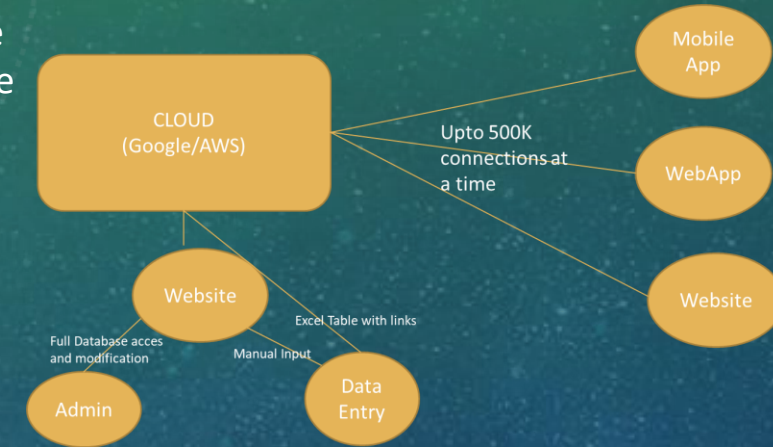 CLOUD
(Google/AWS)
Mobile
App
Upto 500K
connections at
a time
WebApp
Website
Website
Excel Table with links
Full Database acces
and modification
Manual Input
Admin
Data
Entry